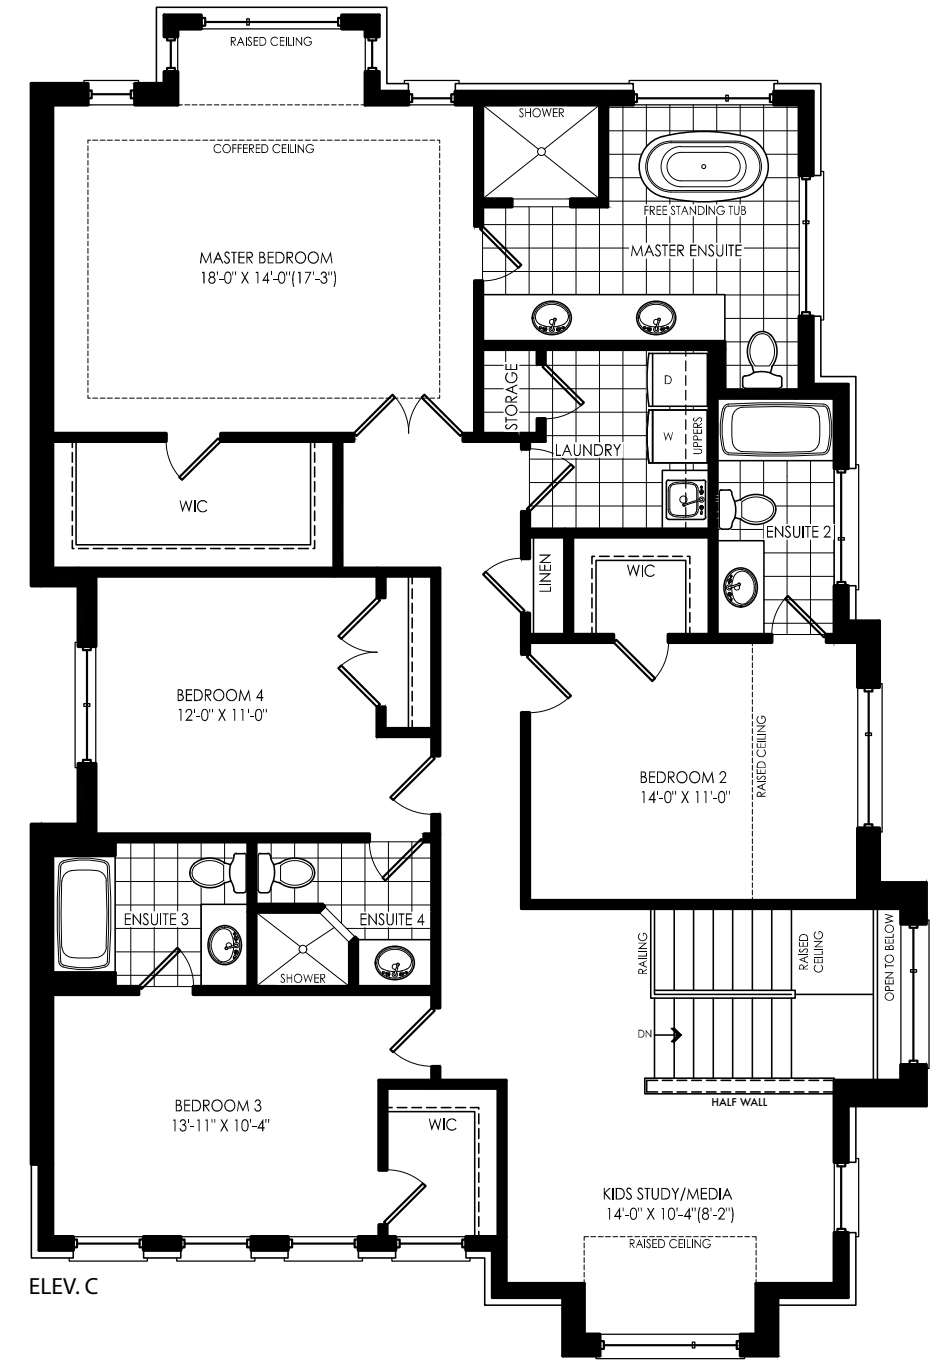 RAISED CEILING
COFFERED CEILING
SHOWER
FREE STANDING TUB
MASTER ENSUITE
MASTER BEDROOM
18'-0" X 14'-0"(17'-3")
STORAGE
D
W
UPPERS
LAUNDRY
WIC
ENSUITE 2
LINEN
WIC
BEDROOM 4
12'-0" X 11'-0"
RAISED CEILING
BEDROOM 2
14'-0" X 11'-0"
ENSUITE 3
ENSUITE 4
SHOWER
RAILING
RAISED
CEILING
OPEN TO BELOW
DN
HALF WALL
BEDROOM 3
13'-11" X 10'-4"
WIC
KIDS STUDY/MEDIA
14'-0" X 10'-4"(8'-2")
RAISED CEILING
ELEV. C